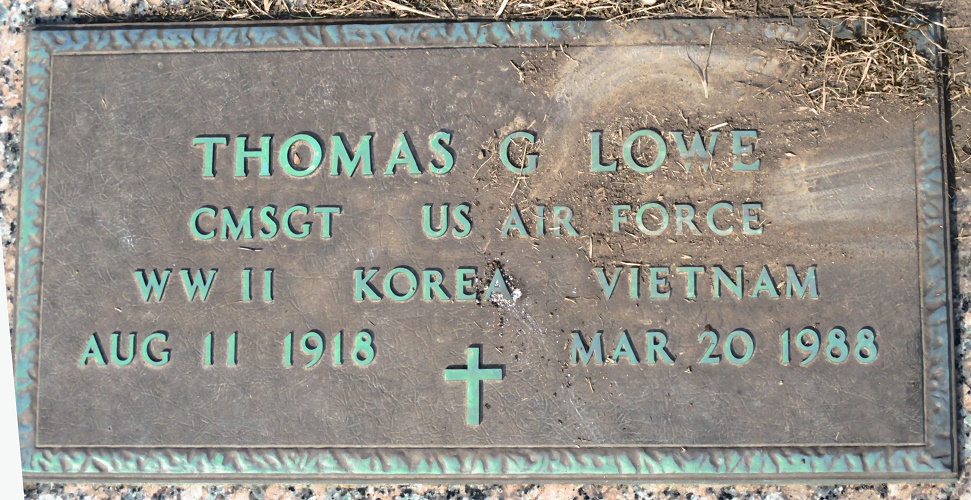 THOMAS G LOWE
CMSGT US AIR FORCE
WW II KOREA VIETNAM
AUG 11 1918 MAR 20 1988